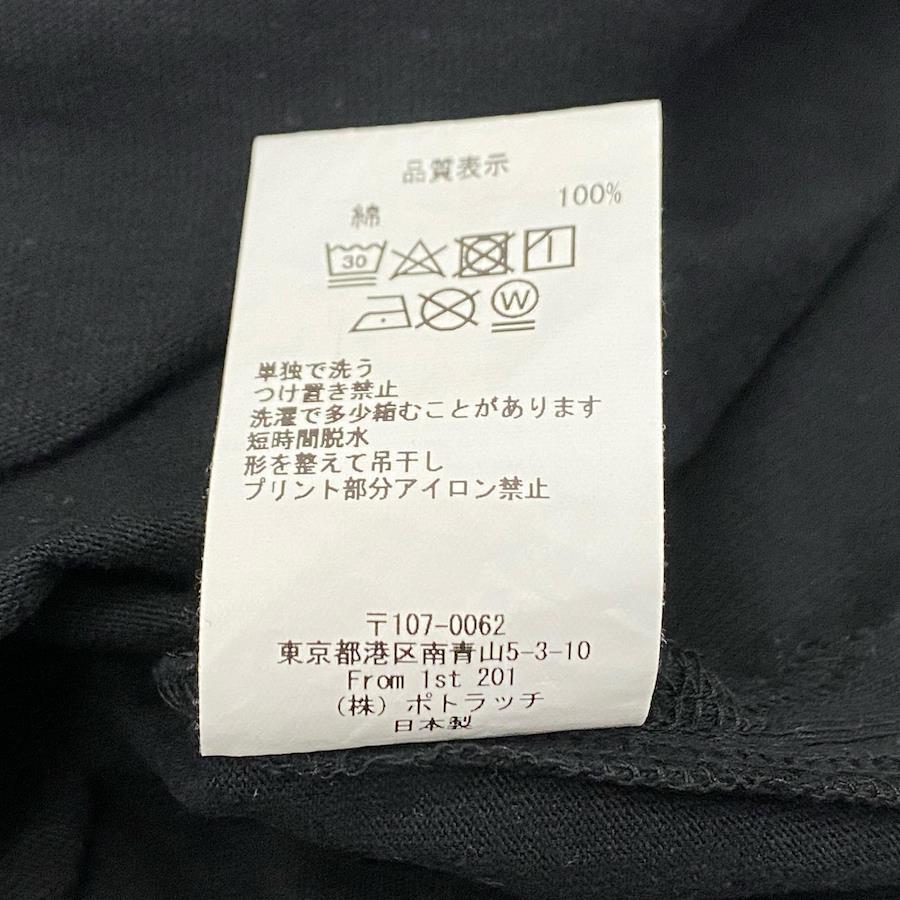 品質表示
綿 100%
30
W
単独で洗う
つけ置き禁止
洗濯で多少縮むことがあります
短時間脱水
形を整えて吊干し
プリント部分アイロン禁止
〒107-0062
東京都港区南青山5-3-10
From 1st 201
(株) ポトラッチ
日本製